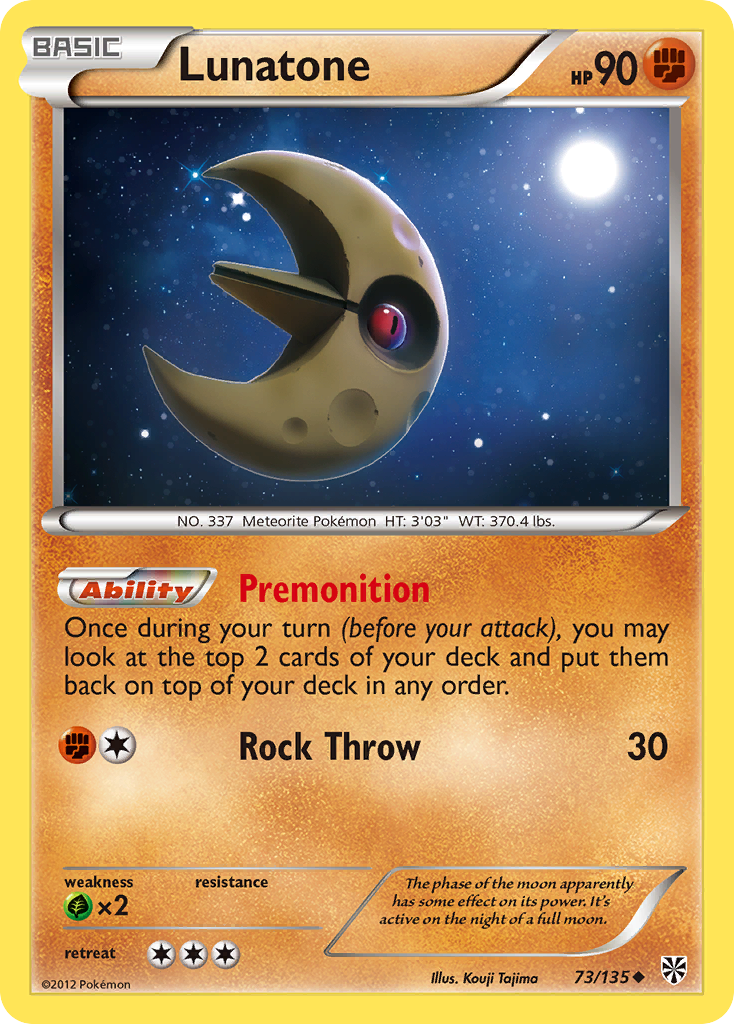 BASIC
Lunatone
HP 90
NO. 337 Meteorite Pokémon HT: 3'03" WT: 370.4 lbs.
Ability Premonition
Once during your turn (before your attack), you may
look at the top 2 cards of your deck and put them
back on top of your deck in any order.
Rock Throw 30
weakness resistance
×2
The phase of the moon apparently
has some effect on its power. It's
active on the night of a full moon.
retreat
©2012 Pokémon
Illus. Kouji Tajima
73/135